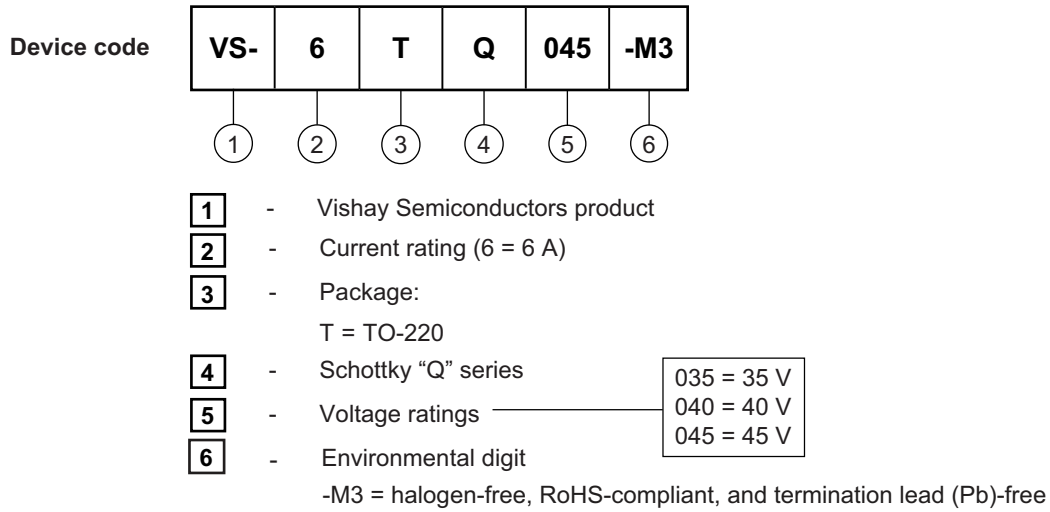 Device code VS- 6 T Q 045 -M3
1 2 3 4 5 6
1 - Vishay Semiconductors product
2 - Current rating (6 = 6 A)
3 - Package:
T = TO-220
4 - Schottky “Q” series
5 - Voltage ratings
035 = 35 V
040 = 40 V
045 = 45 V
6 - Environmental digit
-M3 = halogen-free, RoHS-compliant, and termination lead (Pb)-free